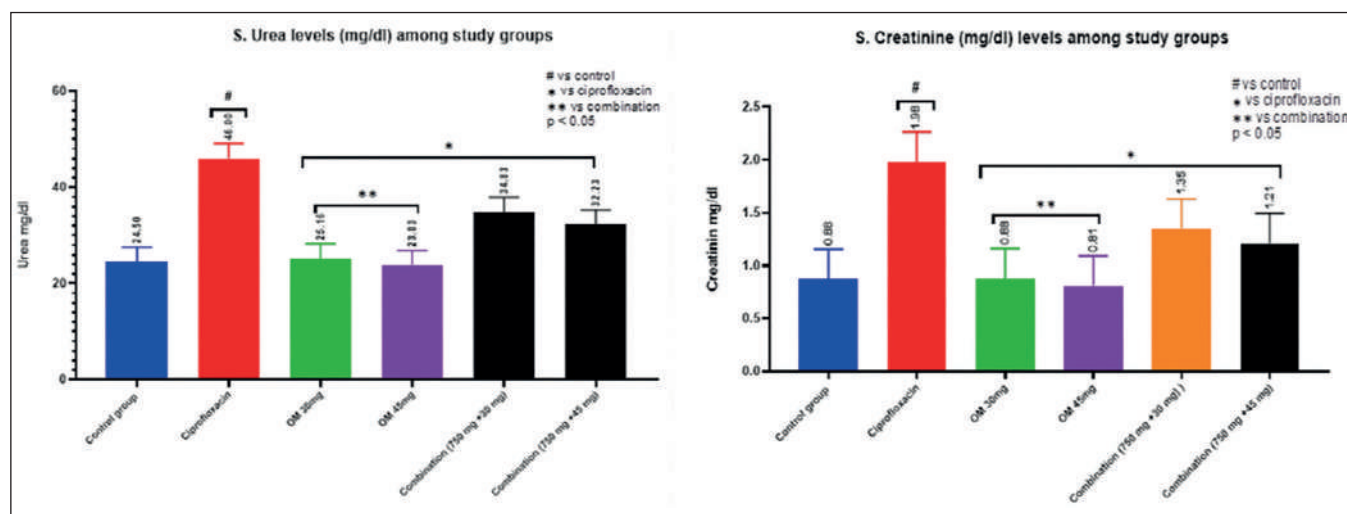 S. Urea levels (mg/dl) among study groups
# vs control
* vs ciprofloxacin
** vs combination
p < 0.05
Urea mg/dl
60
40
20
0
#
*
**
24.50
46.00
25.16
23.83
34.83
32.23
Control group
Ciprofloxacin
OM 30mg
OM 45mg
Combination (750 mg +30 mg)
Combination (750 mg +45 mg)
S. Creatinine (mg/dl) levels among study groups
# vs control
* vs ciprofloxacin
** vs combination
p < 0.05
Creatinin mg/dl
2.5
2.0
1.5
1.0
0.5
0.0
#
*
**
0.88
1.98
0.88
0.81
1.35
1.21
Control group
Ciprofloxacin
OM 30mg
OM 45mg
Combination (750 mg +30 mg) )
Combination (750 mg +45 mg)